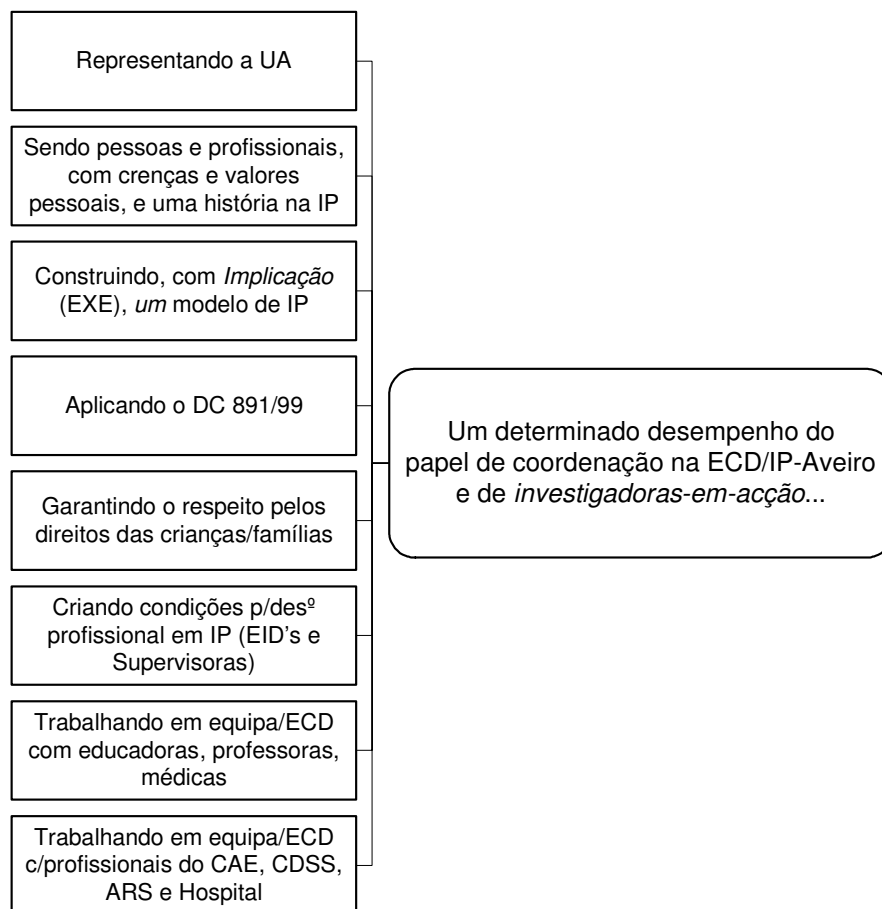 Representando a UA
Sendo pessoas e profissionais,
com crenças e valores
pessoais, e uma história na IP
Construindo, com Implicação
(EXE), um modelo de IP
Aplicando o DC 891/99
Garantindo o respeito pelos
direitos das crianças/famílias
Criando condições p/desº
profissional em IP (EID's e
Supervisoras)
Trabalhando em equipa/ECD
com educadoras, professoras,
médicas
Trabalhando em equipa/ECD
c/profissionais do CAE, CDSS,
ARS e Hospital
Um determinado desempenho do
papel de coordenação na ECD/IP-Aveiro
e de investigadoras-em-acção...